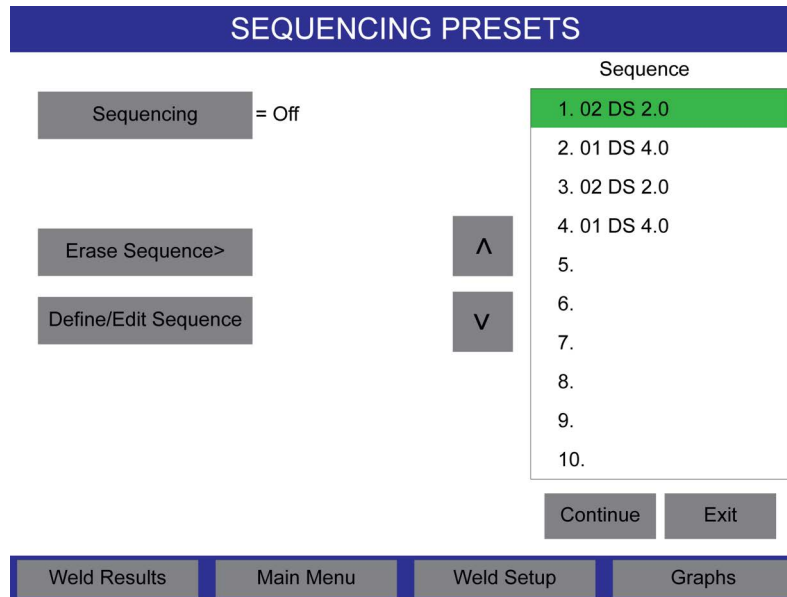 SEQUENCING PRESETS
Sequence
Sequencing = Off
1. 02 DS 2.0
2. 01 DS 4.0
3. 02 DS 2.0
4. 01 DS 4.0
5.
6.
7.
8.
9.
10.
Erase Sequence>
Define/Edit Sequence
Λ
V
Continue Exit
Weld Results Main Menu Weld Setup Graphs